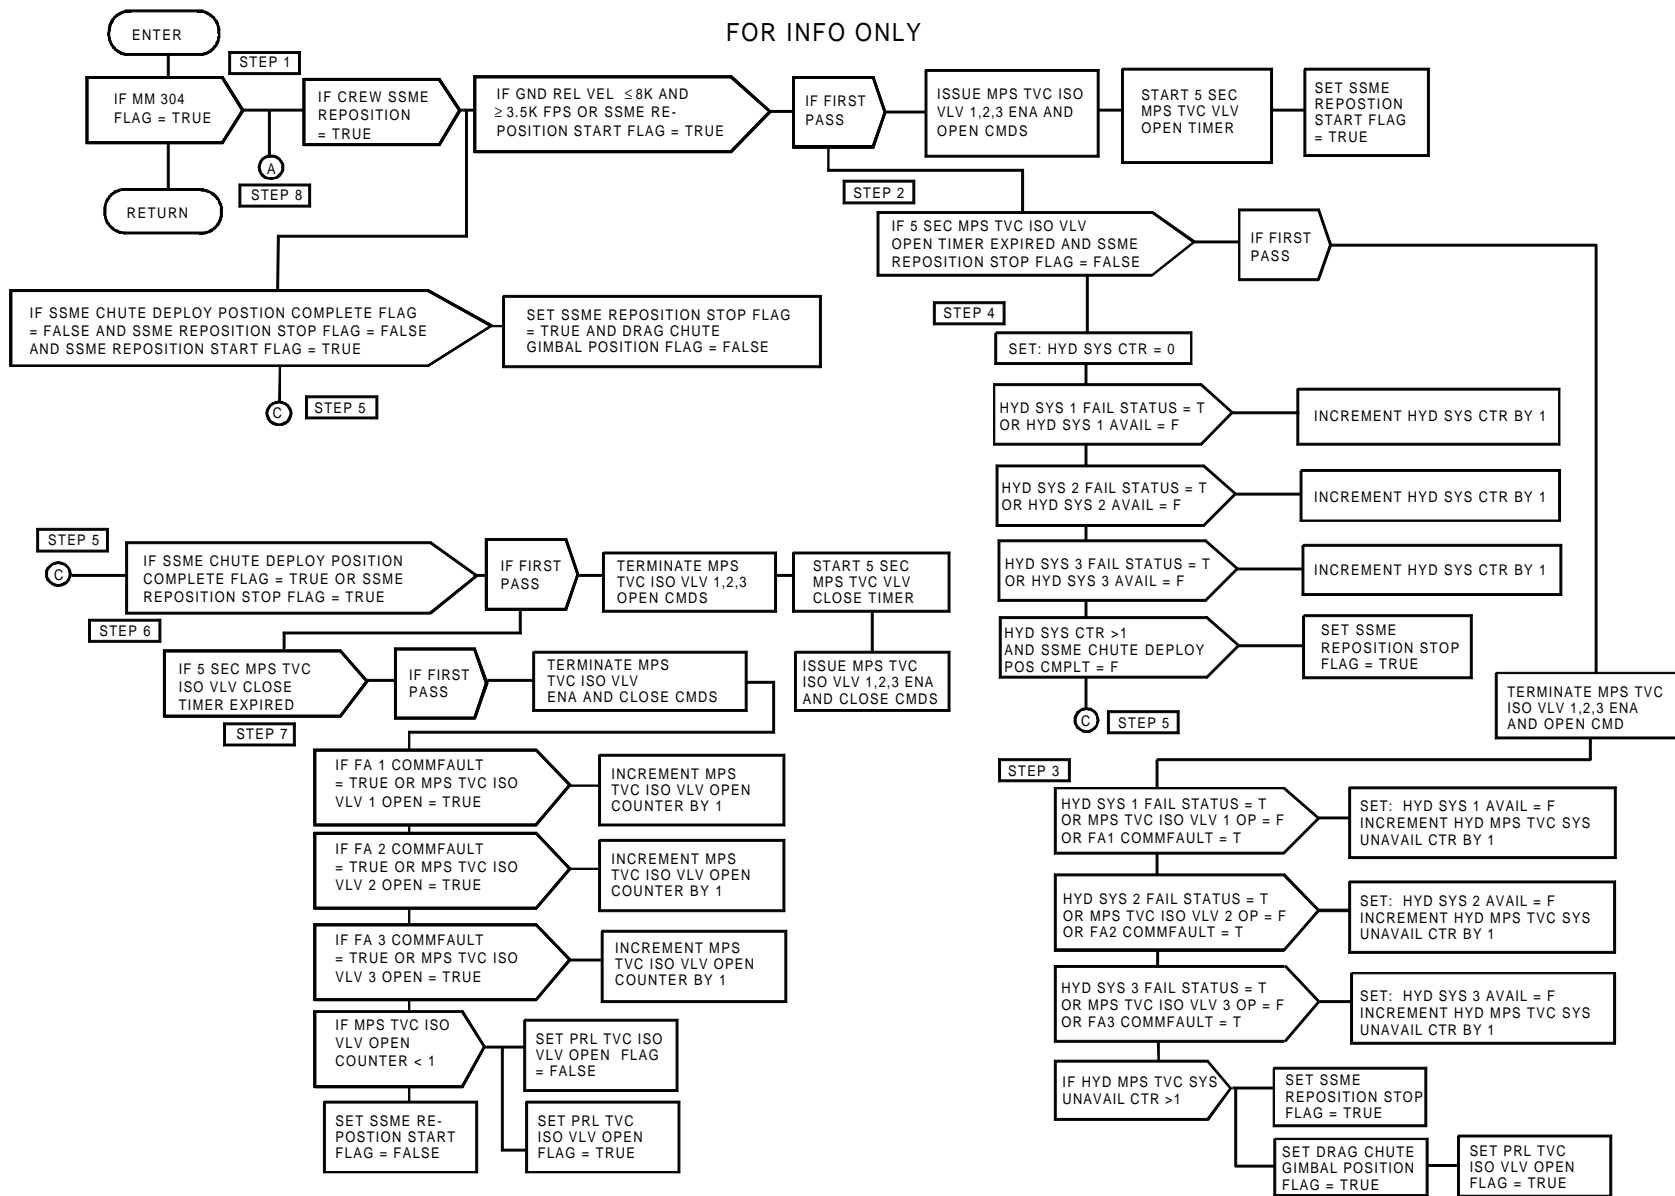 FOR INFO ONLY
ENTER
STEP 1
IF MM 304
FLAG = TRUE
IF CREW SSME
REPOSITION
= TRUE
IF GND REL VEL ≤8K AND
≥ 3.5K FPS OR SSME RE-
POSITION START FLAG = TRUE
IF FIRST
PASS
ISSUE MPS TVC ISO
VLV 1,2,3 ENA AND
OPEN CMDS
START 5 SEC
MPS TVC VLV
OPEN TIMER
SET SSME
REPOSTION
START FLAG
= TRUE
A
STEP 8
RETURN
STEP 2
IF 5 SEC MPS TVC ISO VLV
OPEN TIMER EXPIRED AND SSME
REPOSITION STOP FLAG = FALSE
IF FIRST
PASS
IF SSME CHUTE DEPLOY POSTION COMPLETE FLAG
= FALSE AND SSME REPOSITION STOP FLAG = FALSE
AND SSME REPOSITION START FLAG = TRUE
SET SSME REPOSITION STOP FLAG
= TRUE AND DRAG CHUTE
GIMBAL POSITION FLAG = FALSE
C
STEP 5
STEP 4
SET: HYD SYS CTR = 0
HYD SYS 1 FAIL STATUS = T
OR HYD SYS 1 AVAIL = F
INCREMENT HYD SYS CTR BY 1
HYD SYS 2 FAIL STATUS = T
OR HYD SYS 2 AVAIL = F
INCREMENT HYD SYS CTR BY 1
HYD SYS 3 FAIL STATUS = T
OR HYD SYS 3 AVAIL = F
INCREMENT HYD SYS CTR BY 1
HYD SYS CTR >1
AND SSME CHUTE DEPLOY
POS CMPLT = F
SET SSME
REPOSITION STOP
FLAG = TRUE
C
STEP 5
TERMINATE MPS TVC
ISO VLV 1,2,3 ENA
AND OPEN CMD
STEP 5
C
IF SSME CHUTE DEPLOY POSITION
COMPLETE FLAG = TRUE OR SSME
REPOSITION STOP FLAG = TRUE
IF FIRST
PASS
TERMINATE MPS
TVC ISO VLV 1,2,3
OPEN CMDS
START 5 SEC
MPS TVC VLV
CLOSE TIMER
ISSUE MPS TVC
ISO VLV 1,2,3 ENA
AND CLOSE CMDS
STEP 6
IF 5 SEC MPS TVC
ISO VLV CLOSE
TIMER EXPIRED
IF FIRST
PASS
TERMINATE MPS
TVC ISO VLV
ENA AND CLOSE CMDS
STEP 7
IF FA 1 COMMFAULT
= TRUE OR MPS TVC ISO
VLV 1 OPEN = TRUE
INCREMENT MPS
TVC ISO VLV OPEN
COUNTER BY 1
IF FA 2 COMMFAULT
= TRUE OR MPS TVC ISO
VLV 2 OPEN = TRUE
INCREMENT MPS
TVC ISO VLV OPEN
COUNTER BY 1
IF FA 3 COMMFAULT
= TRUE OR MPS TVC ISO
VLV 3 OPEN = TRUE
INCREMENT MPS
TVC ISO VLV OPEN
COUNTER BY 1
IF MPS TVC ISO
VLV OPEN
COUNTER < 1
SET PRL TVC ISO
VLV OPEN FLAG
= FALSE
SET SSME RE-
POSTION START
FLAG = FALSE
SET PRL TVC
ISO VLV OPEN
FLAG = TRUE
STEP 3
HYD SYS 1 FAIL STATUS = T
OR MPS TVC ISO VLV 1 OP = F
OR FA1 COMMFAULT = T
SET: HYD SYS 1 AVAIL = F
INCREMENT HYD MPS TVC SYS
UNAVAIL CTR BY 1
HYD SYS 2 FAIL STATUS = T
OR MPS TVC ISO VLV 2 OP = F
OR FA2 COMMFAULT = T
SET: HYD SYS 2 AVAIL = F
INCREMENT HYD MPS TVC SYS
UNAVAIL CTR BY 1
HYD SYS 3 FAIL STATUS = T
OR MPS TVC ISO VLV 3 OP = F
OR FA3 COMMFAULT = T
SET: HYD SYS 3 AVAIL = F
INCREMENT HYD MPS TVC SYS
UNAVAIL CTR BY 1
IF HYD MPS TVC SYS
UNAVAIL CTR >1
SET SSME
REPOSITION STOP
FLAG = TRUE
SET DRAG CHUTE
GIMBAL POSITION
FLAG = TRUE
SET PRL TVC
ISO VLV OPEN
FLAG = TRUE